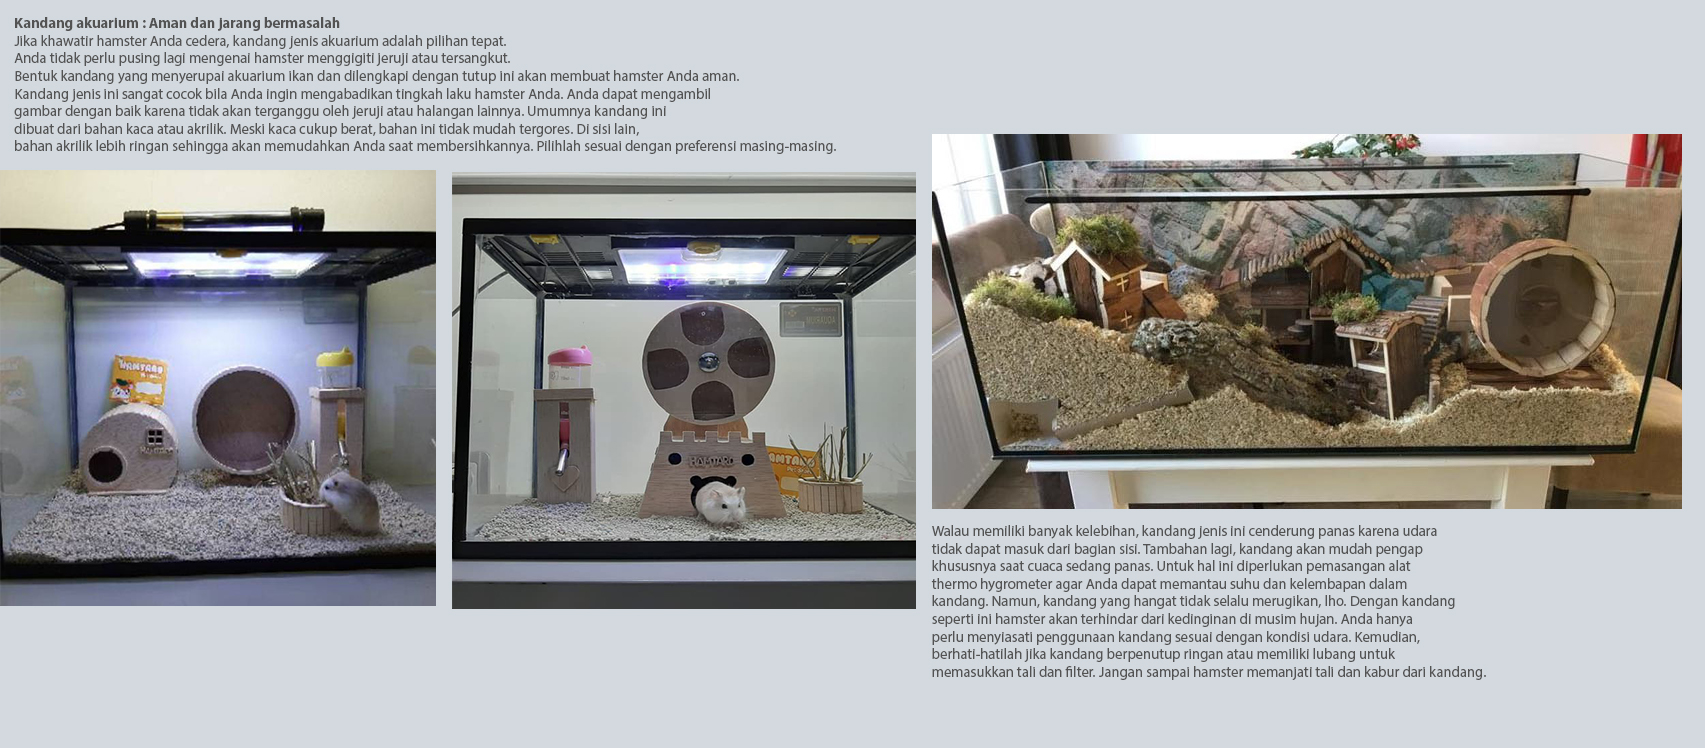 Kandang akuarium : Aman dan jarang bermasalah
Jika khawatir hamster Anda cedera, kandang jenis akuarium adalah pilihan tepat.
Anda tidak perlu pusing lagi mengenai hamster menggigiti jeruji atau tersangkut.
Bentuk kandang yang menyerupai akuarium ikan dan dilengkapi dengan tutup ini akan membuat hamster Anda aman.
Kandang jenis ini sangat cocok bila Anda ingin mengabadikan tingkah laku hamster Anda. Anda dapat mengambil
gambar dengan baik karena tidak akan terganggu oleh jeruji atau halangan lainnya. Umumnya kandang ini
dibuat dari bahan kaca atau akrilik. Meski kaca cukup berat, bahan ini tidak mudah tergores. Di sisi lain,
bahan akrilik lebih ringan sehingga akan memudahkan Anda saat membersihkannya. Pilihlah sesuai dengan preferensi masing-masing.
HAMTARO
HAMTARO
HAMTARO
Walau memiliki banyak kelebihan, kandang jenis ini cenderung panas karena udara
tidak dapat masuk dari bagian sisi. Tambahan lagi, kandang akan mudah pengap
khususnya saat cuaca sedang panas. Untuk hal ini diperlukan pemasangan alat
thermo hygrometer agar Anda dapat memantau suhu dan kelembapan dalam
kandang. Namun, kandang yang hangat tidak selalu merugikan, lho. Dengan kandang
seperti ini hamster akan terhindar dari kedinginan di musim hujan. Anda hanya
perlu menyiasati penggunaan kandang sesuai dengan kondisi udara. Kemudian,
berhati-hatilah jika kandang berpenutup ringan atau memiliki lubang untuk
memasukkan tali dan filter. Jangan sampai hamster memanjati tali dan kabur dari kandang.